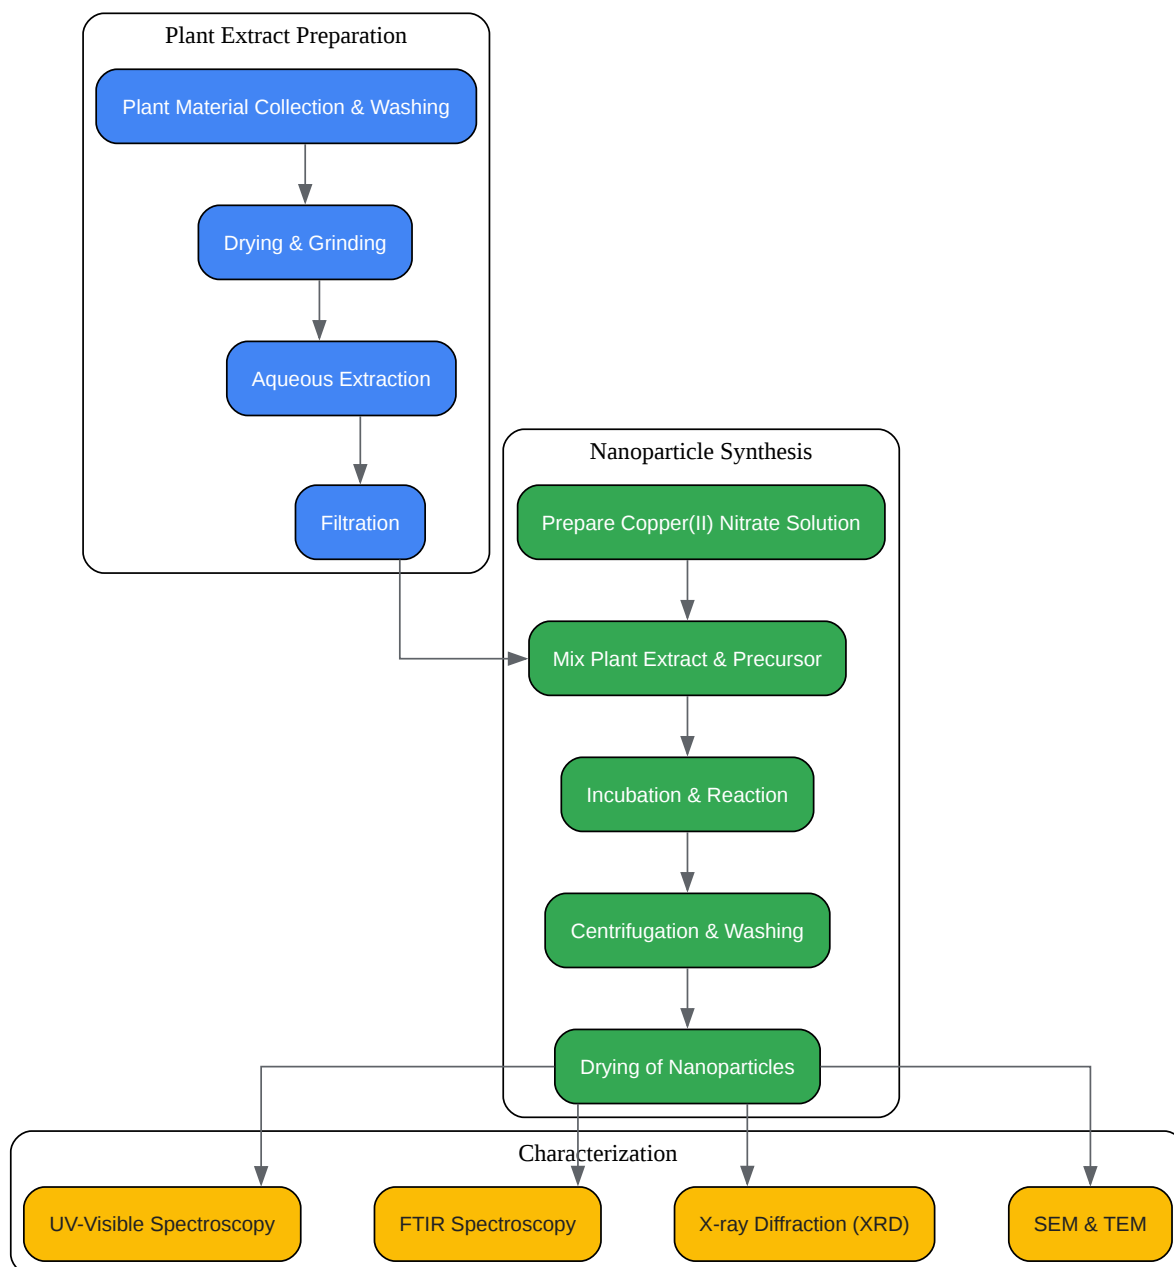 Plant Extract Preparation
Plant Material Collection & Washing
Drying & Grinding
Aqueous Extraction
Filtration
Nanoparticle Synthesis
Prepare Copper(II) Nitrate Solution
Mix Plant Extract & Precursor
Incubation & Reaction
Centrifugation & Washing
Drying of Nanoparticles
Characterization
UV-Visible Spectroscopy
FTIR Spectroscopy
X-ray Diffraction (XRD)
SEM & TEM